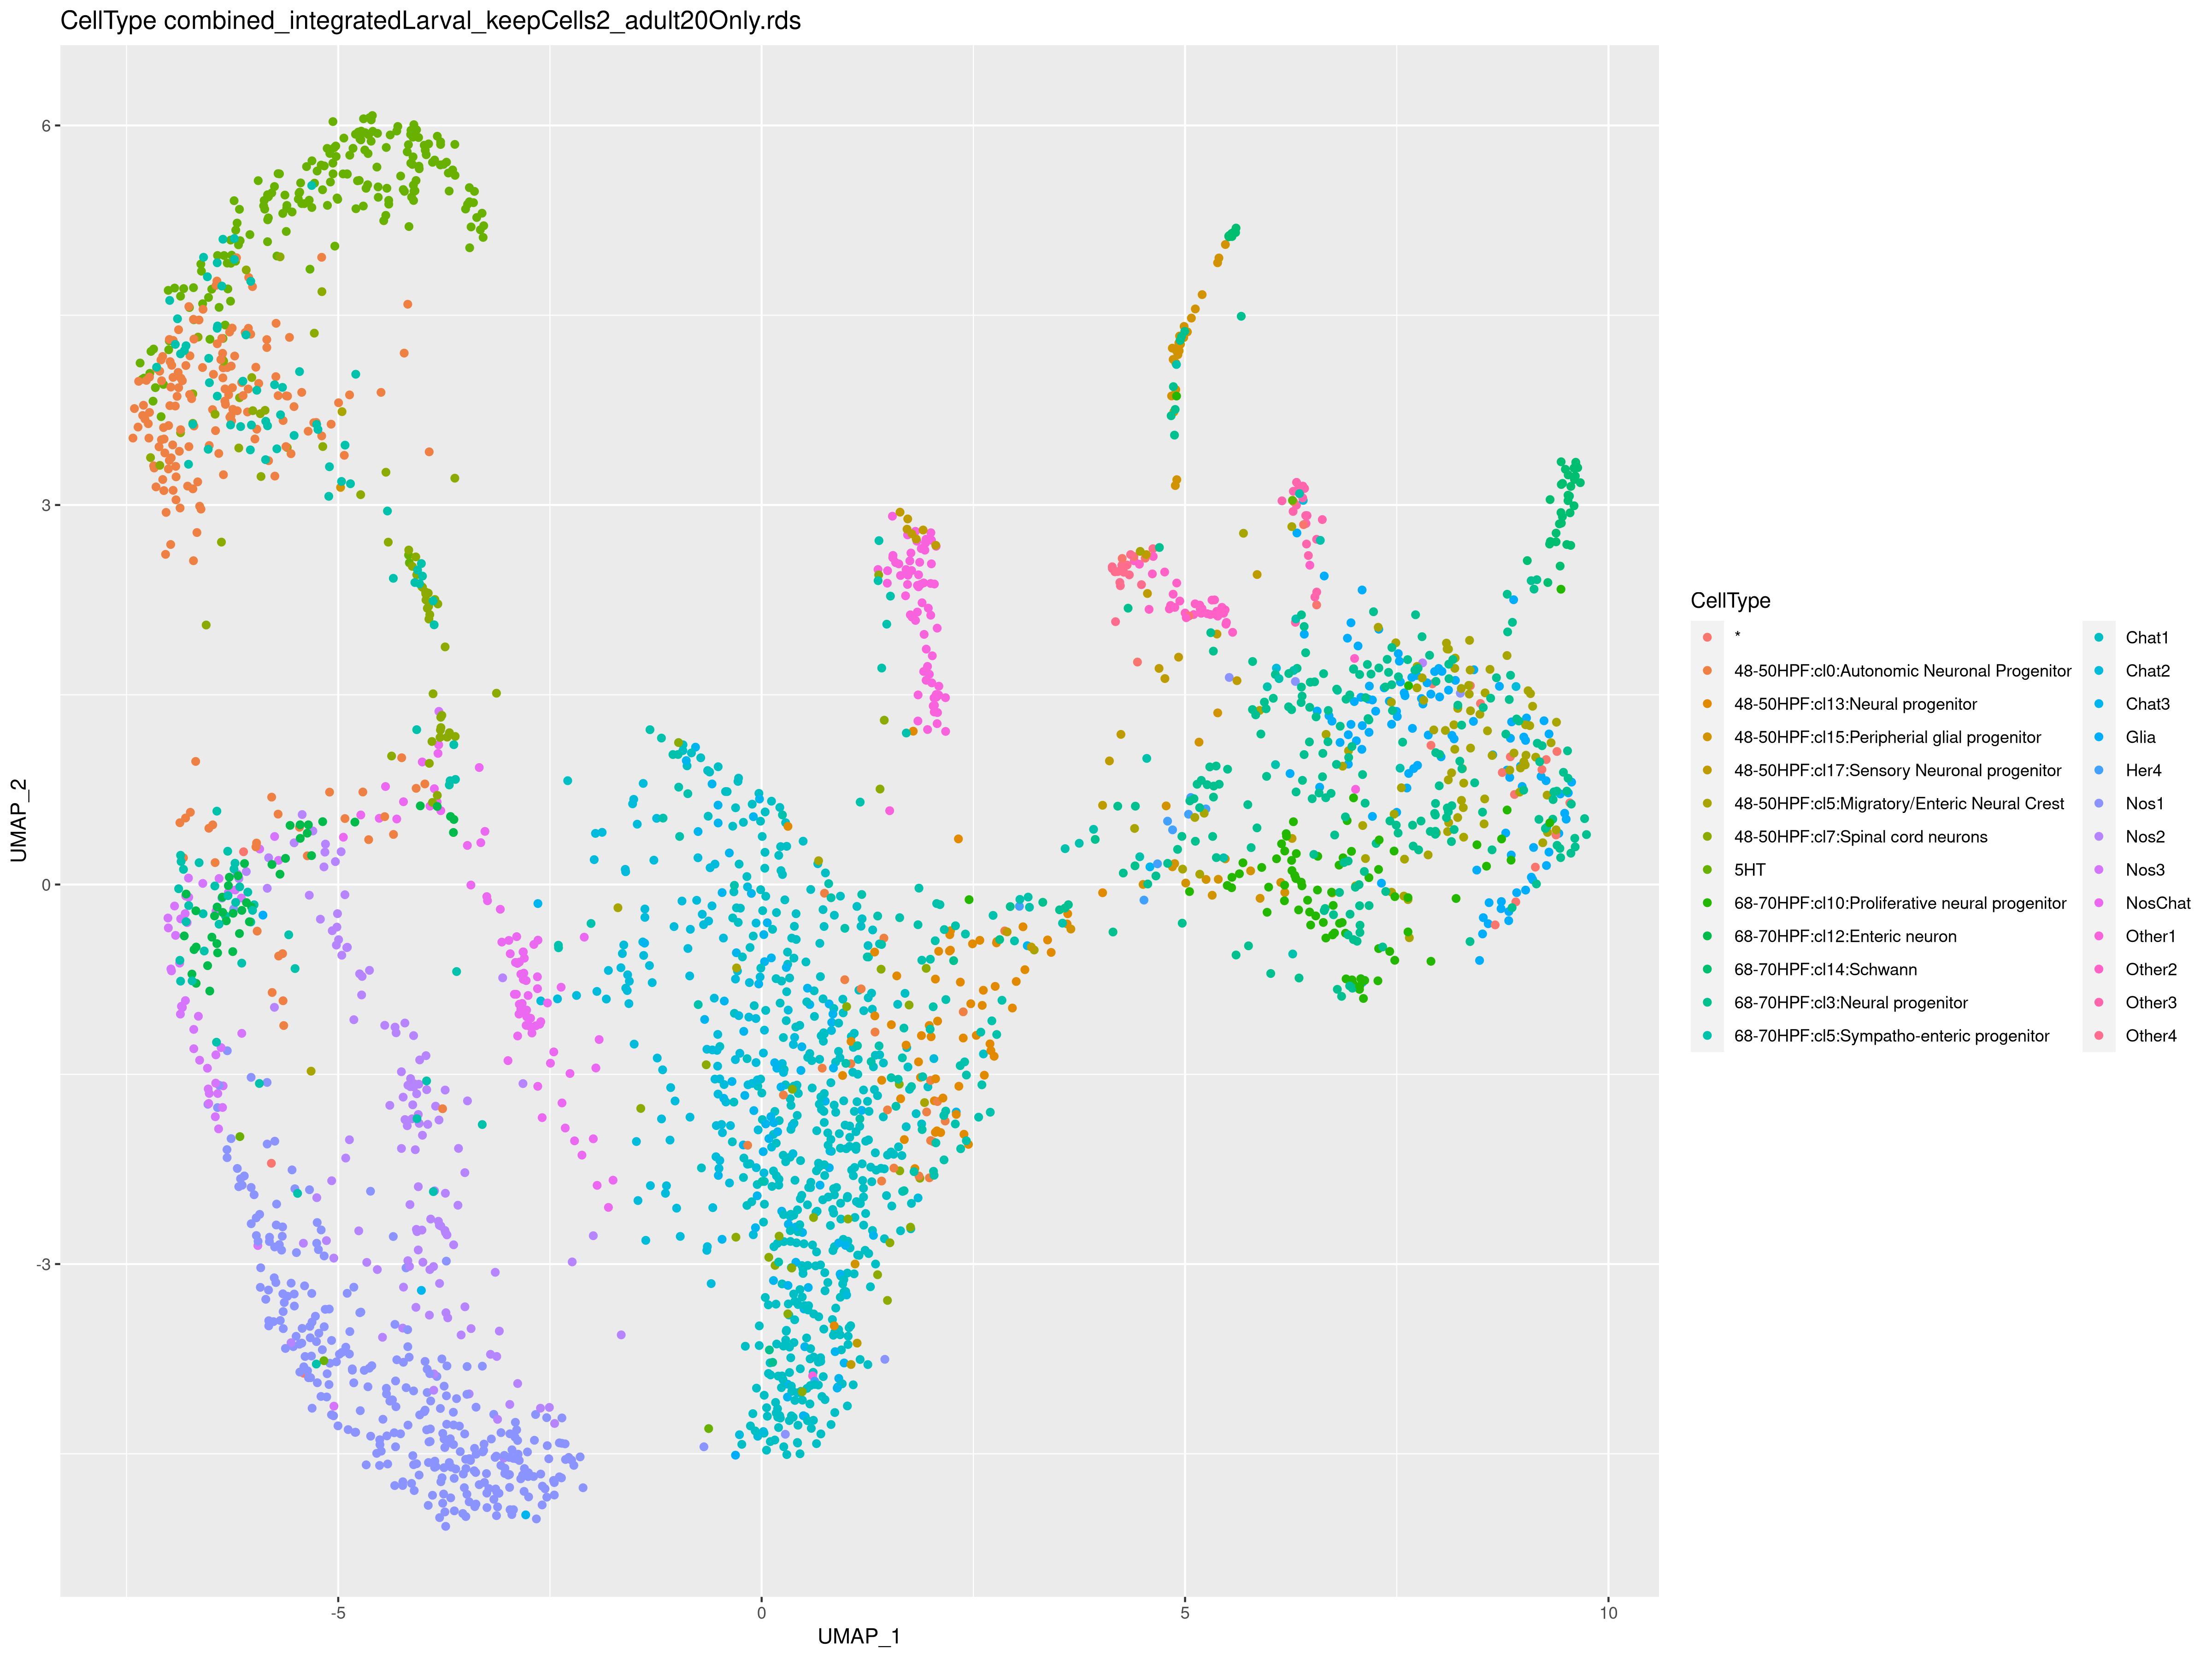 CellType combined_integratedLarval_keepCells2_adult20Only.rds
6
3
0
-3
UMAP_2
-5
0
5
10
UMAP_1
CellType
*
48-50HPF:cl0:Autonomic Neuronal Progenitor
48-50HPF:cl13:Neural progenitor
48-50HPF:cl15:Peripherial glial progenitor
48-50HPF:cl17:Sensory Neuronal progenitor
48-50HPF:cl5:Migratory/Enteric Neural Crest
48-50HPF:cl7:Spinal cord neurons
5HT
68-70HPF:cl10:Proliferative neural progenitor
68-70HPF:cl12:Enteric neuron
68-70HPF:cl14:Schwann
68-70HPF:cl3:Neural progenitor
68-70HPF:cl5:Sympatho-enteric progenitor
Chat1
Chat2
Chat3
Glia
Her4
Nos1
Nos2
Nos3
NosChat
Other1
Other2
Other3
Other4